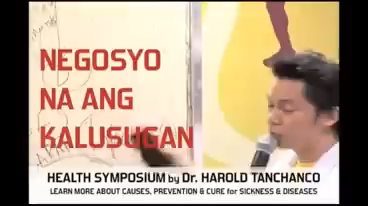 NEGOSYO
NA ANG
KALUSUGAN
HEALTH SYMPOSIUM by Dr. HAROLD TANCHANCO
LEARN MORE ABOUT CAUSES, PREVENTION & CURE for SICKNESS & DISEASES